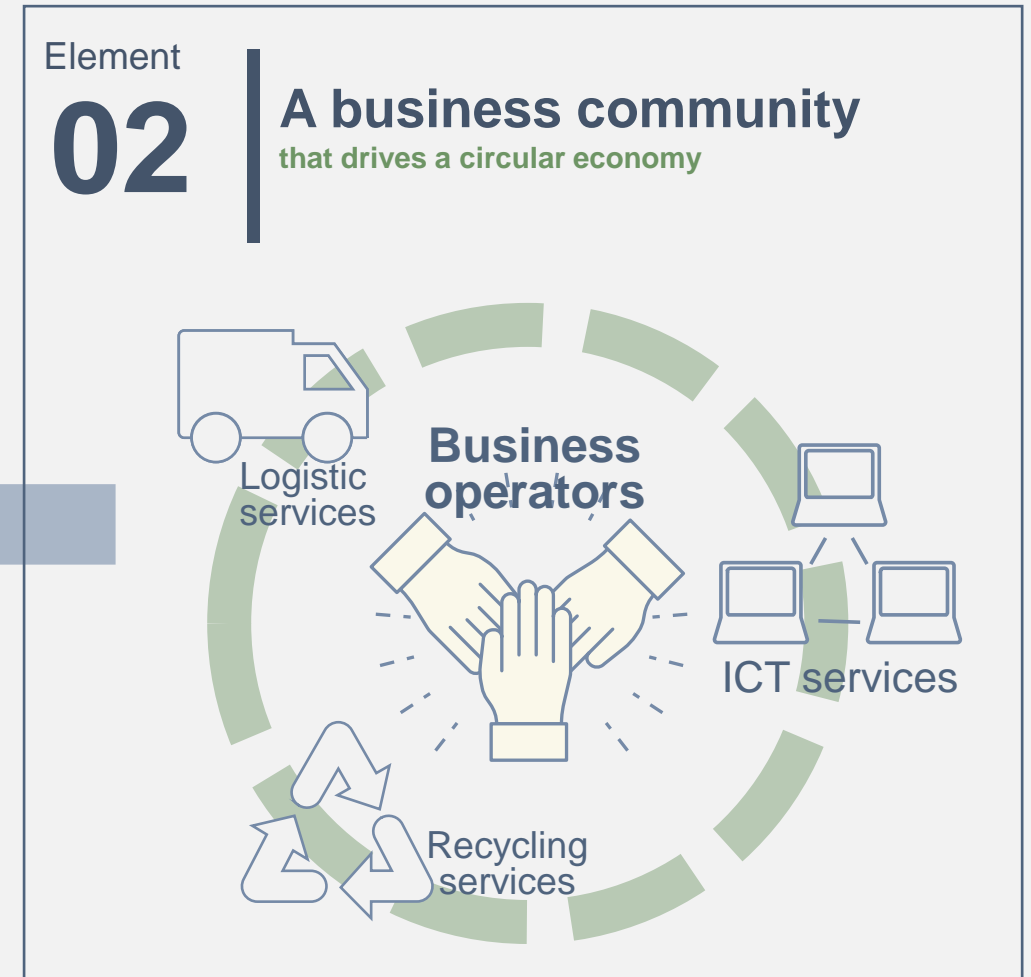 Element
02
A business community
that drives a circular economy
Business
operators
Logistic
services
ICT services
Recycling
services